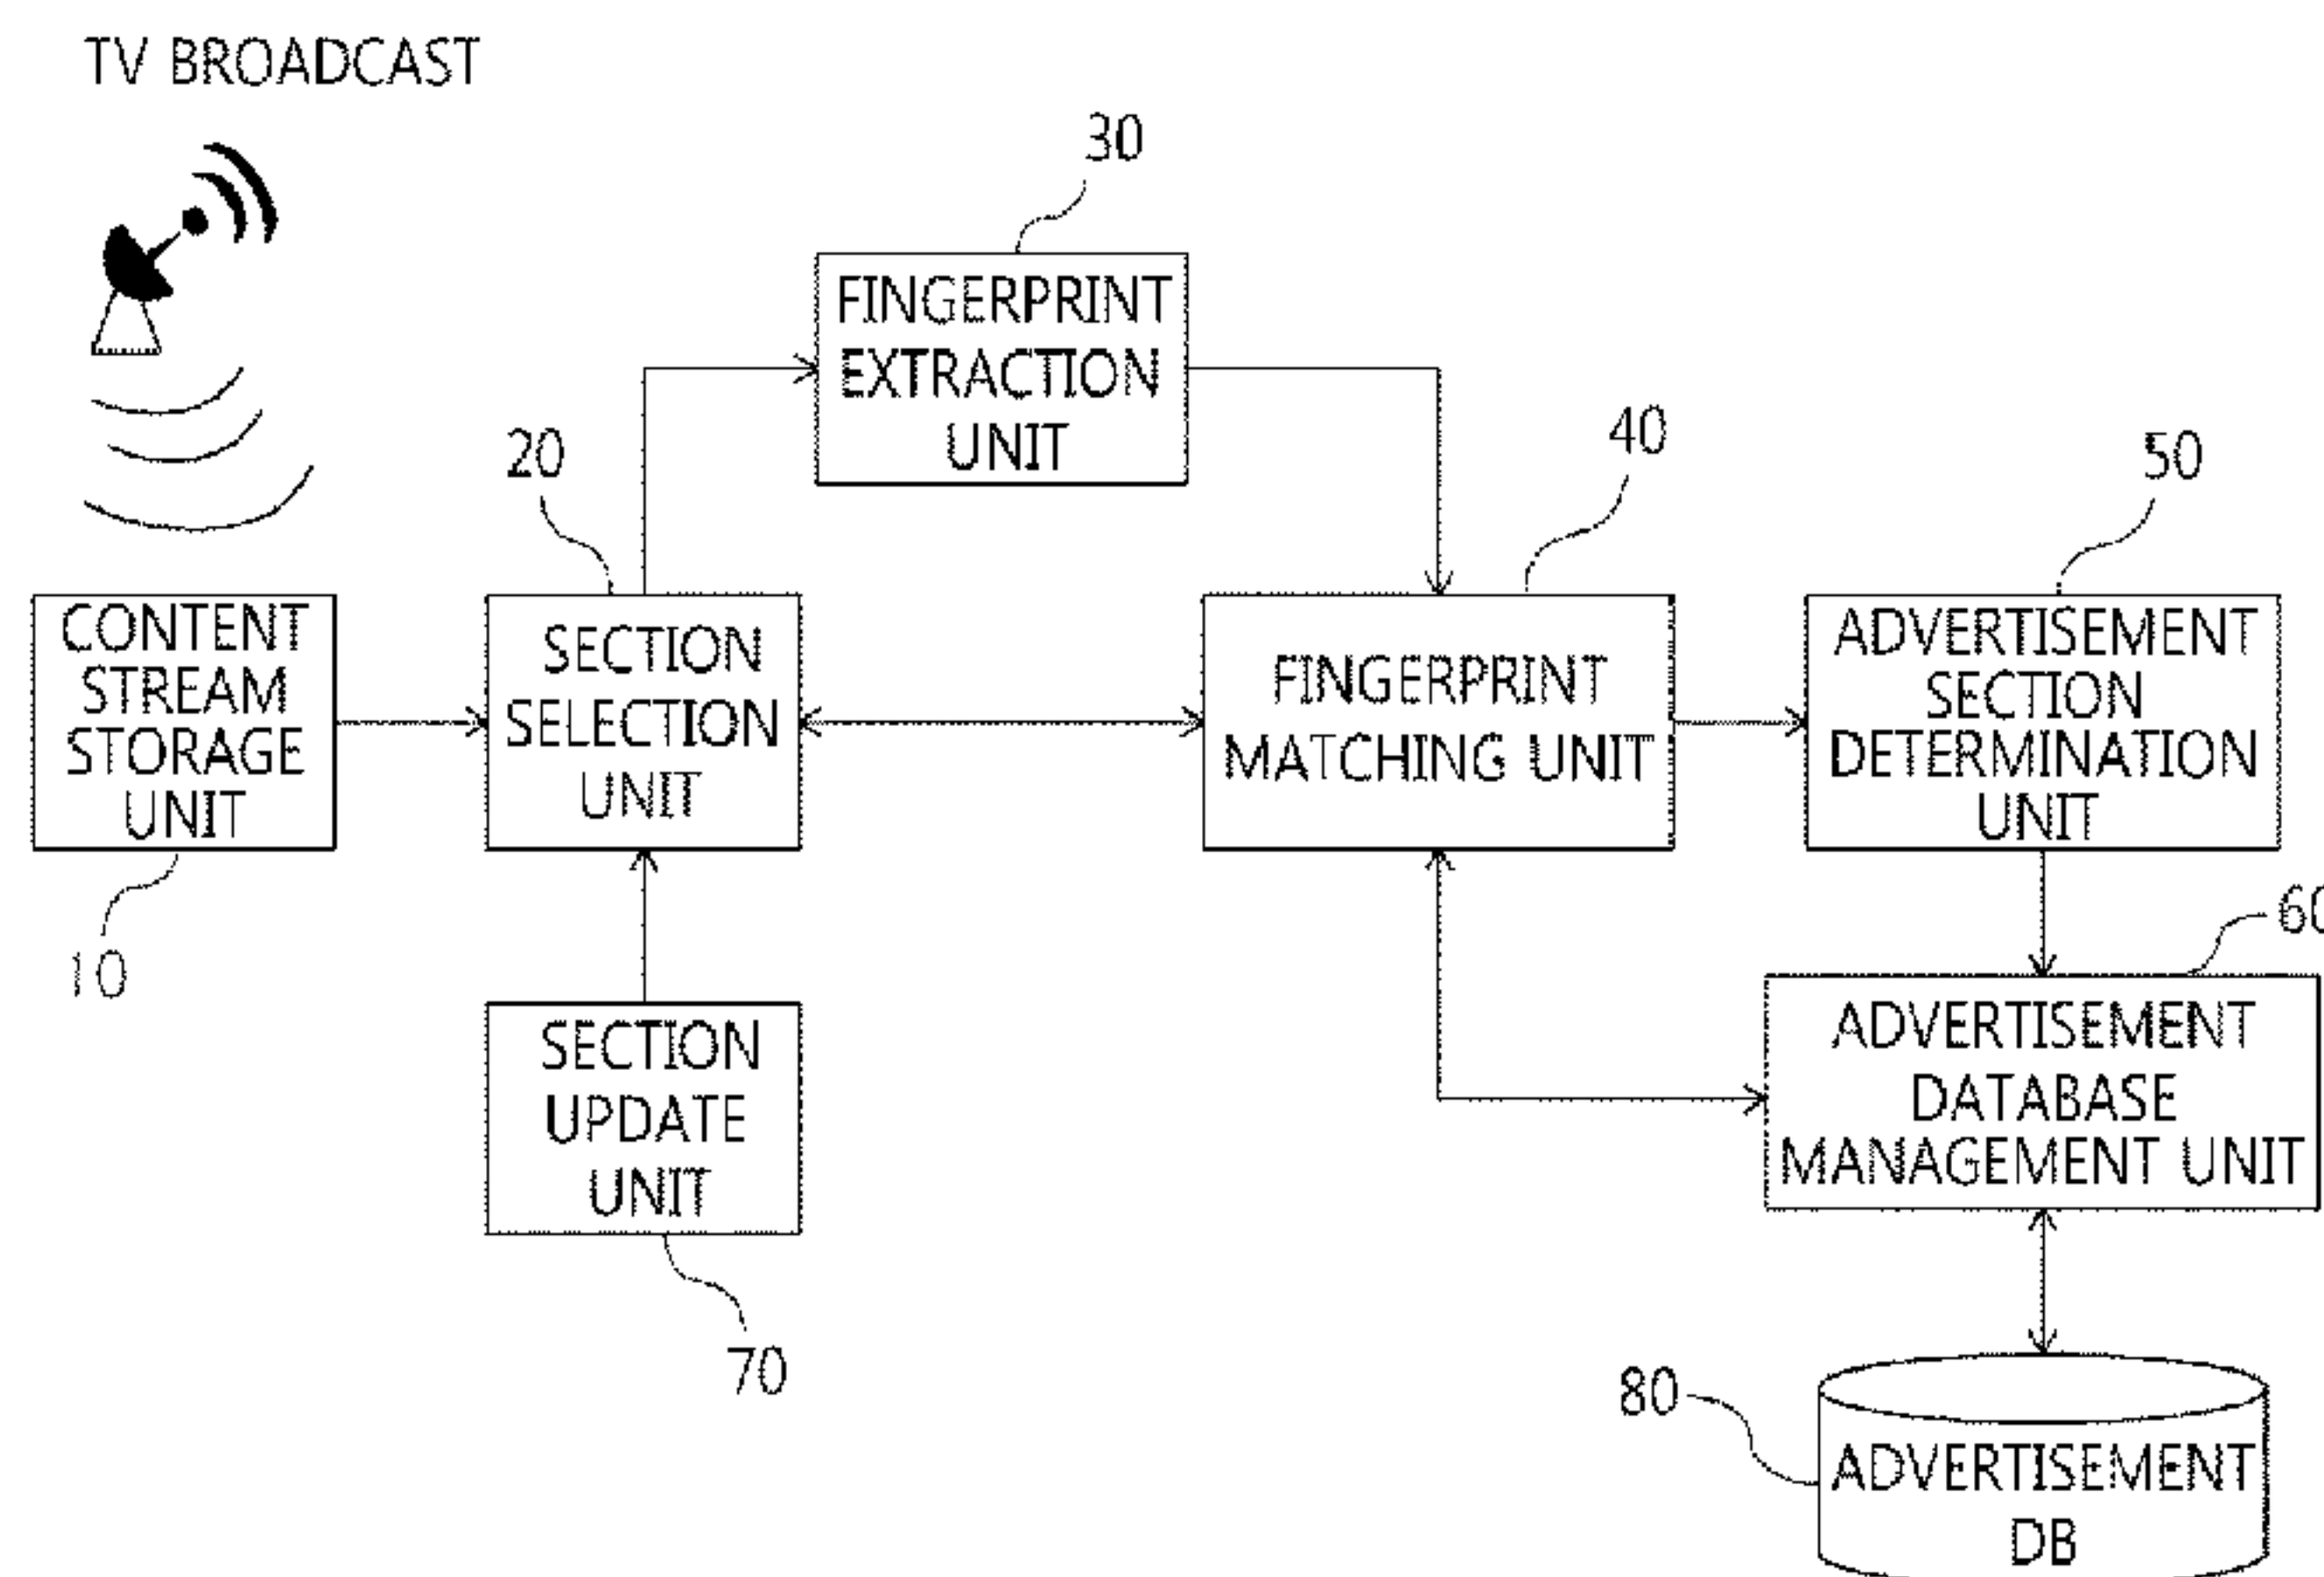 TV BROADCAST
30
FINGERPRINT
EXTRACTION
UNIT
20
40
50
CONTENT
STREAM
STORAGE
UNIT
SECTION
SELECTION
UNIT
FINGERPRINT
MATCHING UNIT
ADVERTISEMENT
SECTION
DETERMINATION
UNIT
10
60
SECTION
UPDATE
UNIT
ADVERTISEMENT
DATABASE
MANAGEMENT UNIT
70
80
ADVERTISEMENT
DB